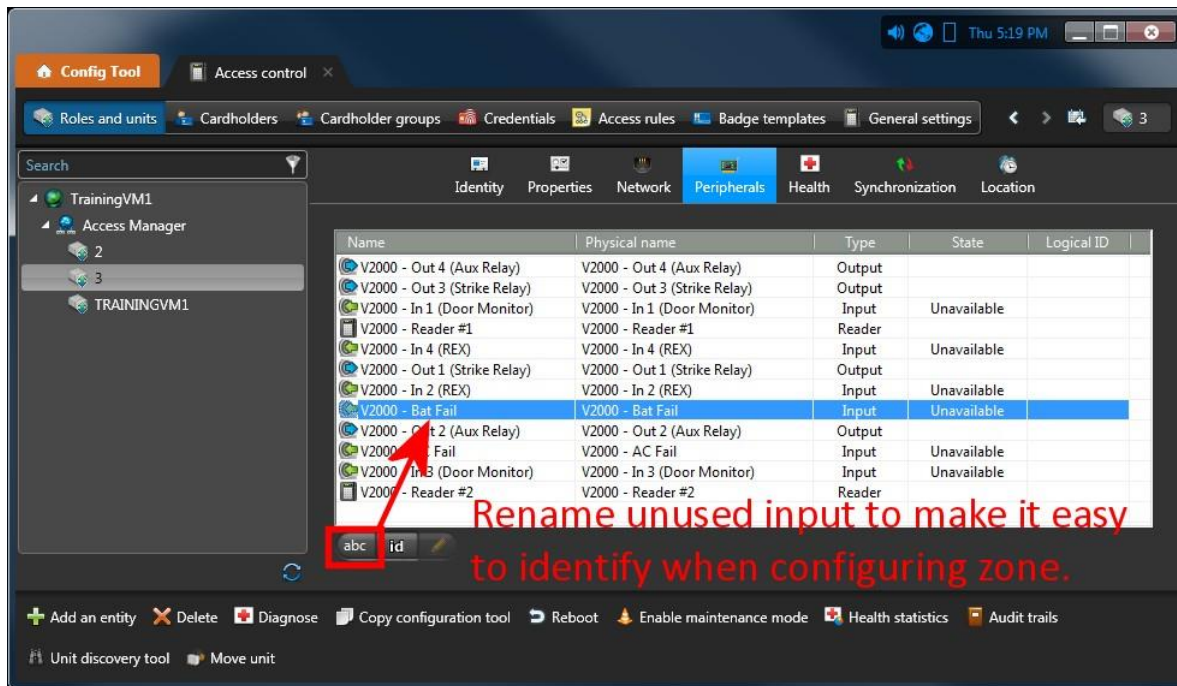 Thu 5:19 PM
Config Tool
Access control
Roles and units Cardholders Cardholder groups Credentials Access rules Badge templates General settings 3
Search
TrainingVM1
Access Manager
2
3
TRAININGVM1
Identity Properties Network Peripherals Health Synchronization Location
Name Physical name Type State Logical ID
V2000 - Out 4 (Aux Relay) V2000 - Out 4 (Aux Relay) Output
V2000 - Out 3 (Strike Relay) V2000 - Out 3 (Strike Relay) Output
V2000 - In 1 (Door Monitor) V2000 - In 1 (Door Monitor) Input Unavailable
V2000 - Reader #1 V2000 - Reader #1 Reader
V2000 - In 4 (REX) V2000 - In 4 (REX) Input Unavailable
V2000 - Out 1 (Strike Relay) V2000 - Out 1 (Strike Relay) Output
V2000 - In 2 (REX) V2000 - In 2 (REX) Input Unavailable
V2000 - Bat Fail V2000 - Bat Fail Input Unavailable
V2000 - Out 2 (Aux Relay) V2000 - Out 2 (Aux Relay) Output
V2000 - AC Fail V2000 - AC Fail Input Unavailable
V2000 - In 3 (Door Monitor) V2000 - In 3 (Door Monitor) Input Unavailable
V2000 - Reader #2 V2000 - Reader #2 Reader
Rename unused input to make it easy
to identify when configuring zone.
abc id
Add an entity Delete Diagnose Copy configuration tool Reboot Enable maintenance mode Health statistics Audit trails
Unit discovery tool Move unit